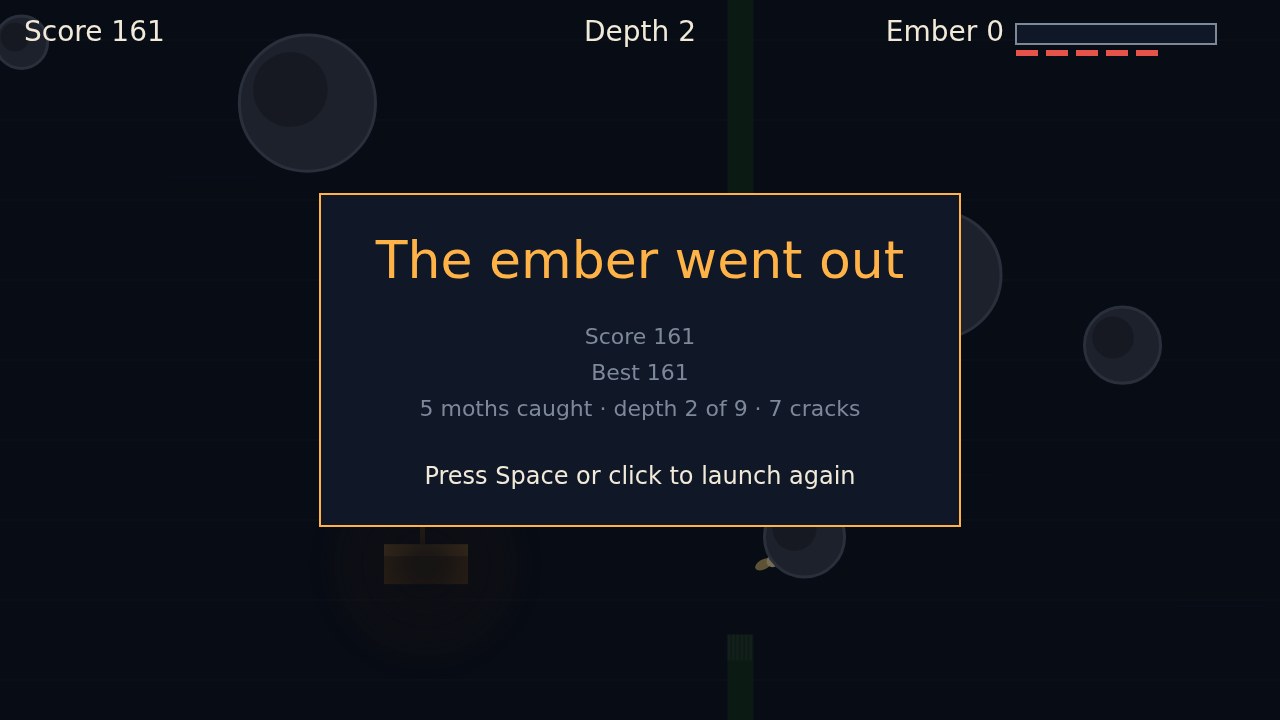 Score 161
Depth 2
Ember 0
The ember went out
Score 161
Best 161
5 moths caught · depth 2 of 9 · 7 cracks
Press Space or click to launch again